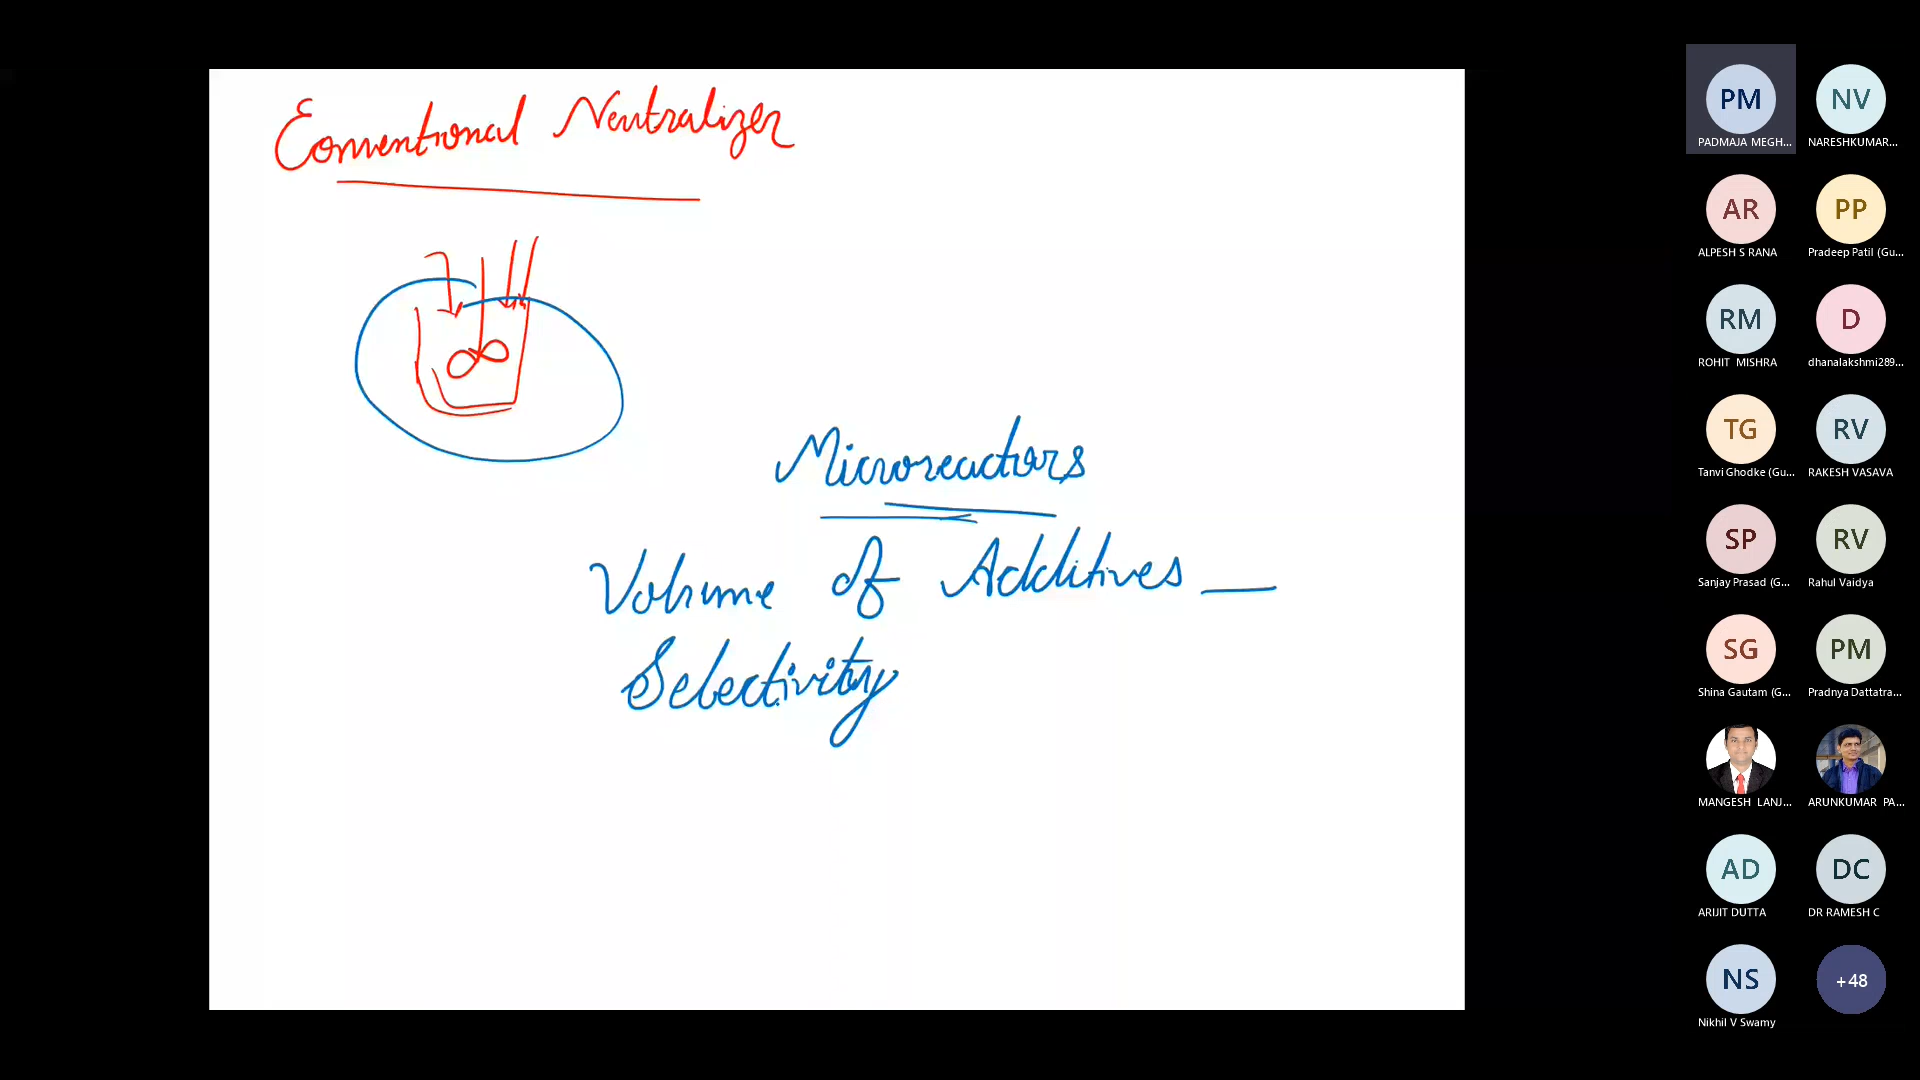 Conventional Neutralizer
Microreactors
Volume of Additives
Selectivity
PM NV
PADMAJA MEGH... NARESHKUMAR...
AR PP
ALPESH S RANA Pradeep Patil (Gu...
RM D
ROHIT MISHRA dhanalakshmi289...
TG RV
Tanvi Ghodke (Gu... RAKESH VASAVA
SP RV
Sanjay Prasad (G... Rahul Vaidya
SG PM
Shina Gautam (G... Pradnya Dattatra...
MANGESH LANJ... ARUNKUMAR PA...
AD DC
ARIJIT DUTTA DR RAMESH C
NS +48
Nikhil V Swamy